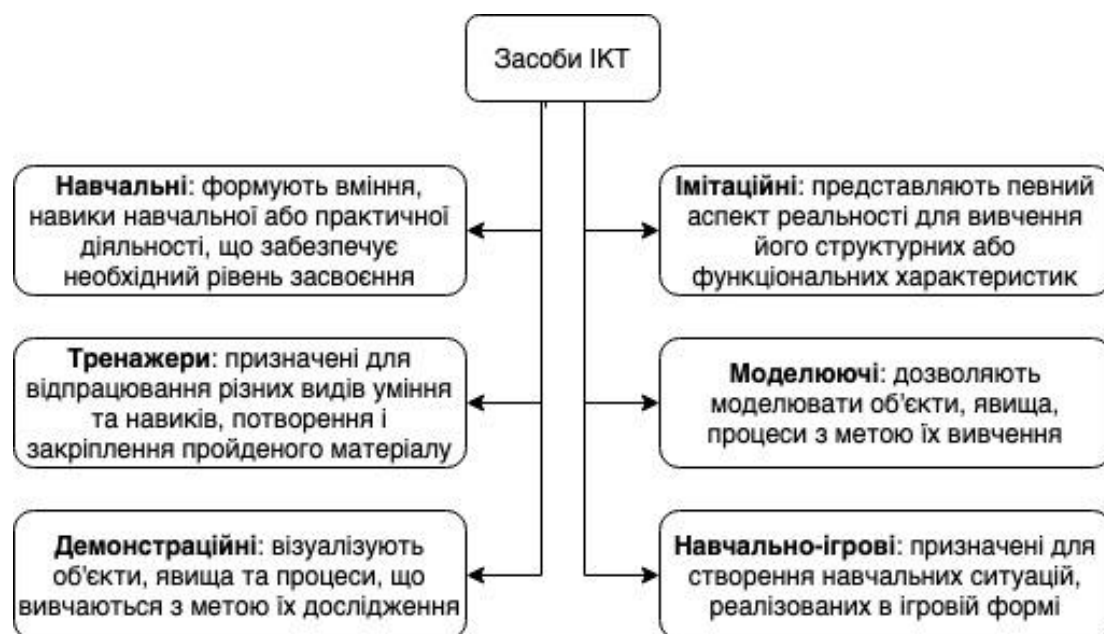 Засоби ІКТ
Навчальні: формують вміння,
навики навчальної або практичної
діяльності, що забезпечує
необхідний рівень засвоєння
Тренажери: призначені для
відпрацювання різних видів уміння
та навиків, потворення і
закріплення пройденого матеріалу
Демонстраційні: візуалізують
об'єкти, явища та процеси, що
вивчаються з метою їх дослідження
Імітаційні: представляють певний
аспект реальності для вивчення
його структурних або
функціональних характеристик
Моделюючі: дозволяють
моделювати об'єкти, явища,
процеси з метою їх вивчення
Навчально-ігрові: призначені для
створення навчальних ситуацій,
реалізованих в ігровій формі